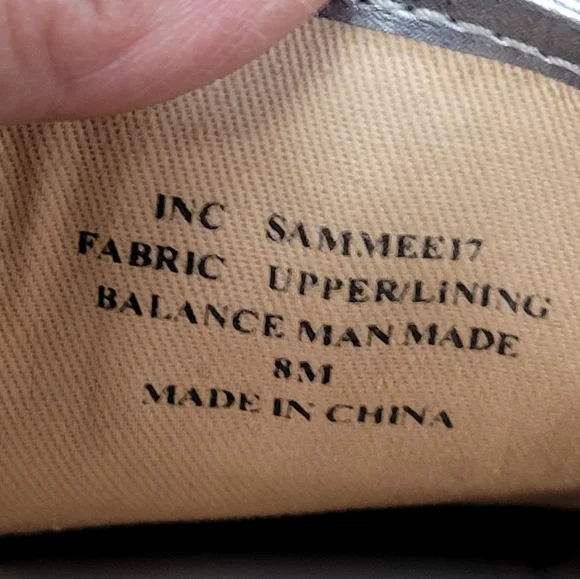 INC SAMMEE17
FABRIC UPPER/LINING
BALANCE MAN MADE
8M
MADE IN CHINA